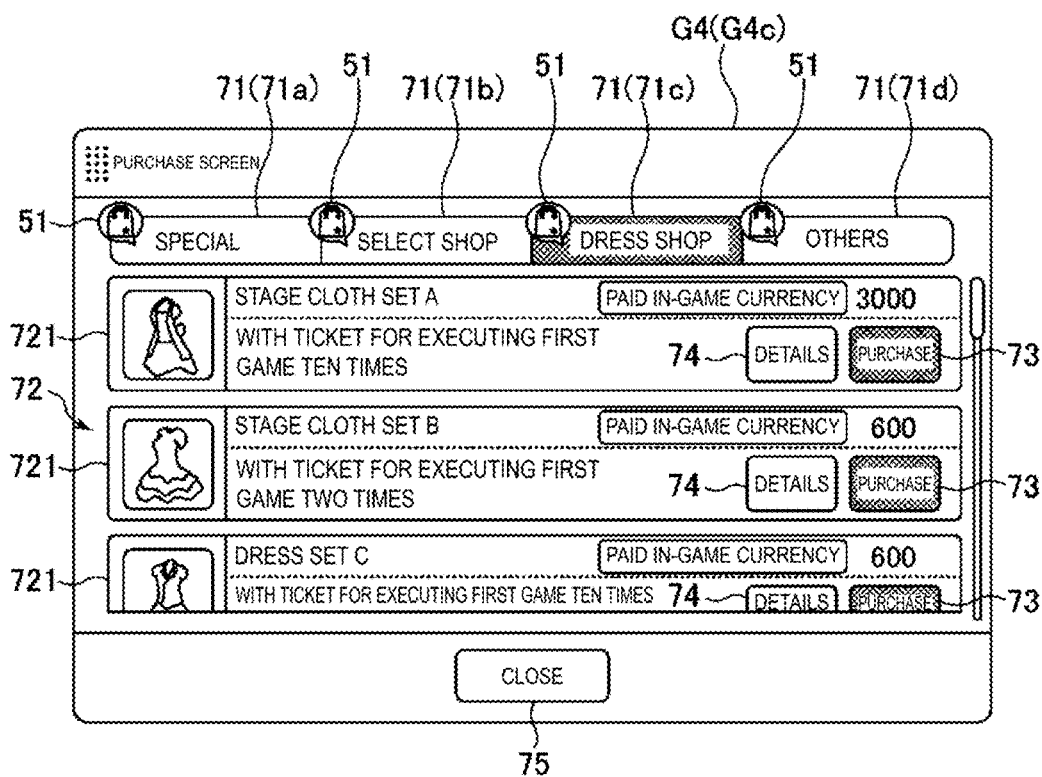 G4(G4c)
71(71a) 51 71(71b) 51 71(71c) 51 71(71d)
PURCHASE SCREEN
51 SPECIAL SELECT SHOP DRESS SHOP OTHERS
STAGE CLOTH SET A PAID IN-GAME CURRENCY 3000
721 WITH TICKET FOR EXECUTING FIRST
GAME TEN TIMES 74 DETAILS PURCHASE 73
72
STAGE CLOTH SET B PAID IN-GAME CURRENCY 600
721 WITH TICKET FOR EXECUTING FIRST
GAME TWO TIMES 74 DETAILS PURCHASE 73
DRESS SET C PAID IN-GAME CURRENCY 600
721 WITH TICKET FOR EXECUTING FIRST GAME TEN TIMES 74 DETAILS PURCHASE 73
CLOSE
75